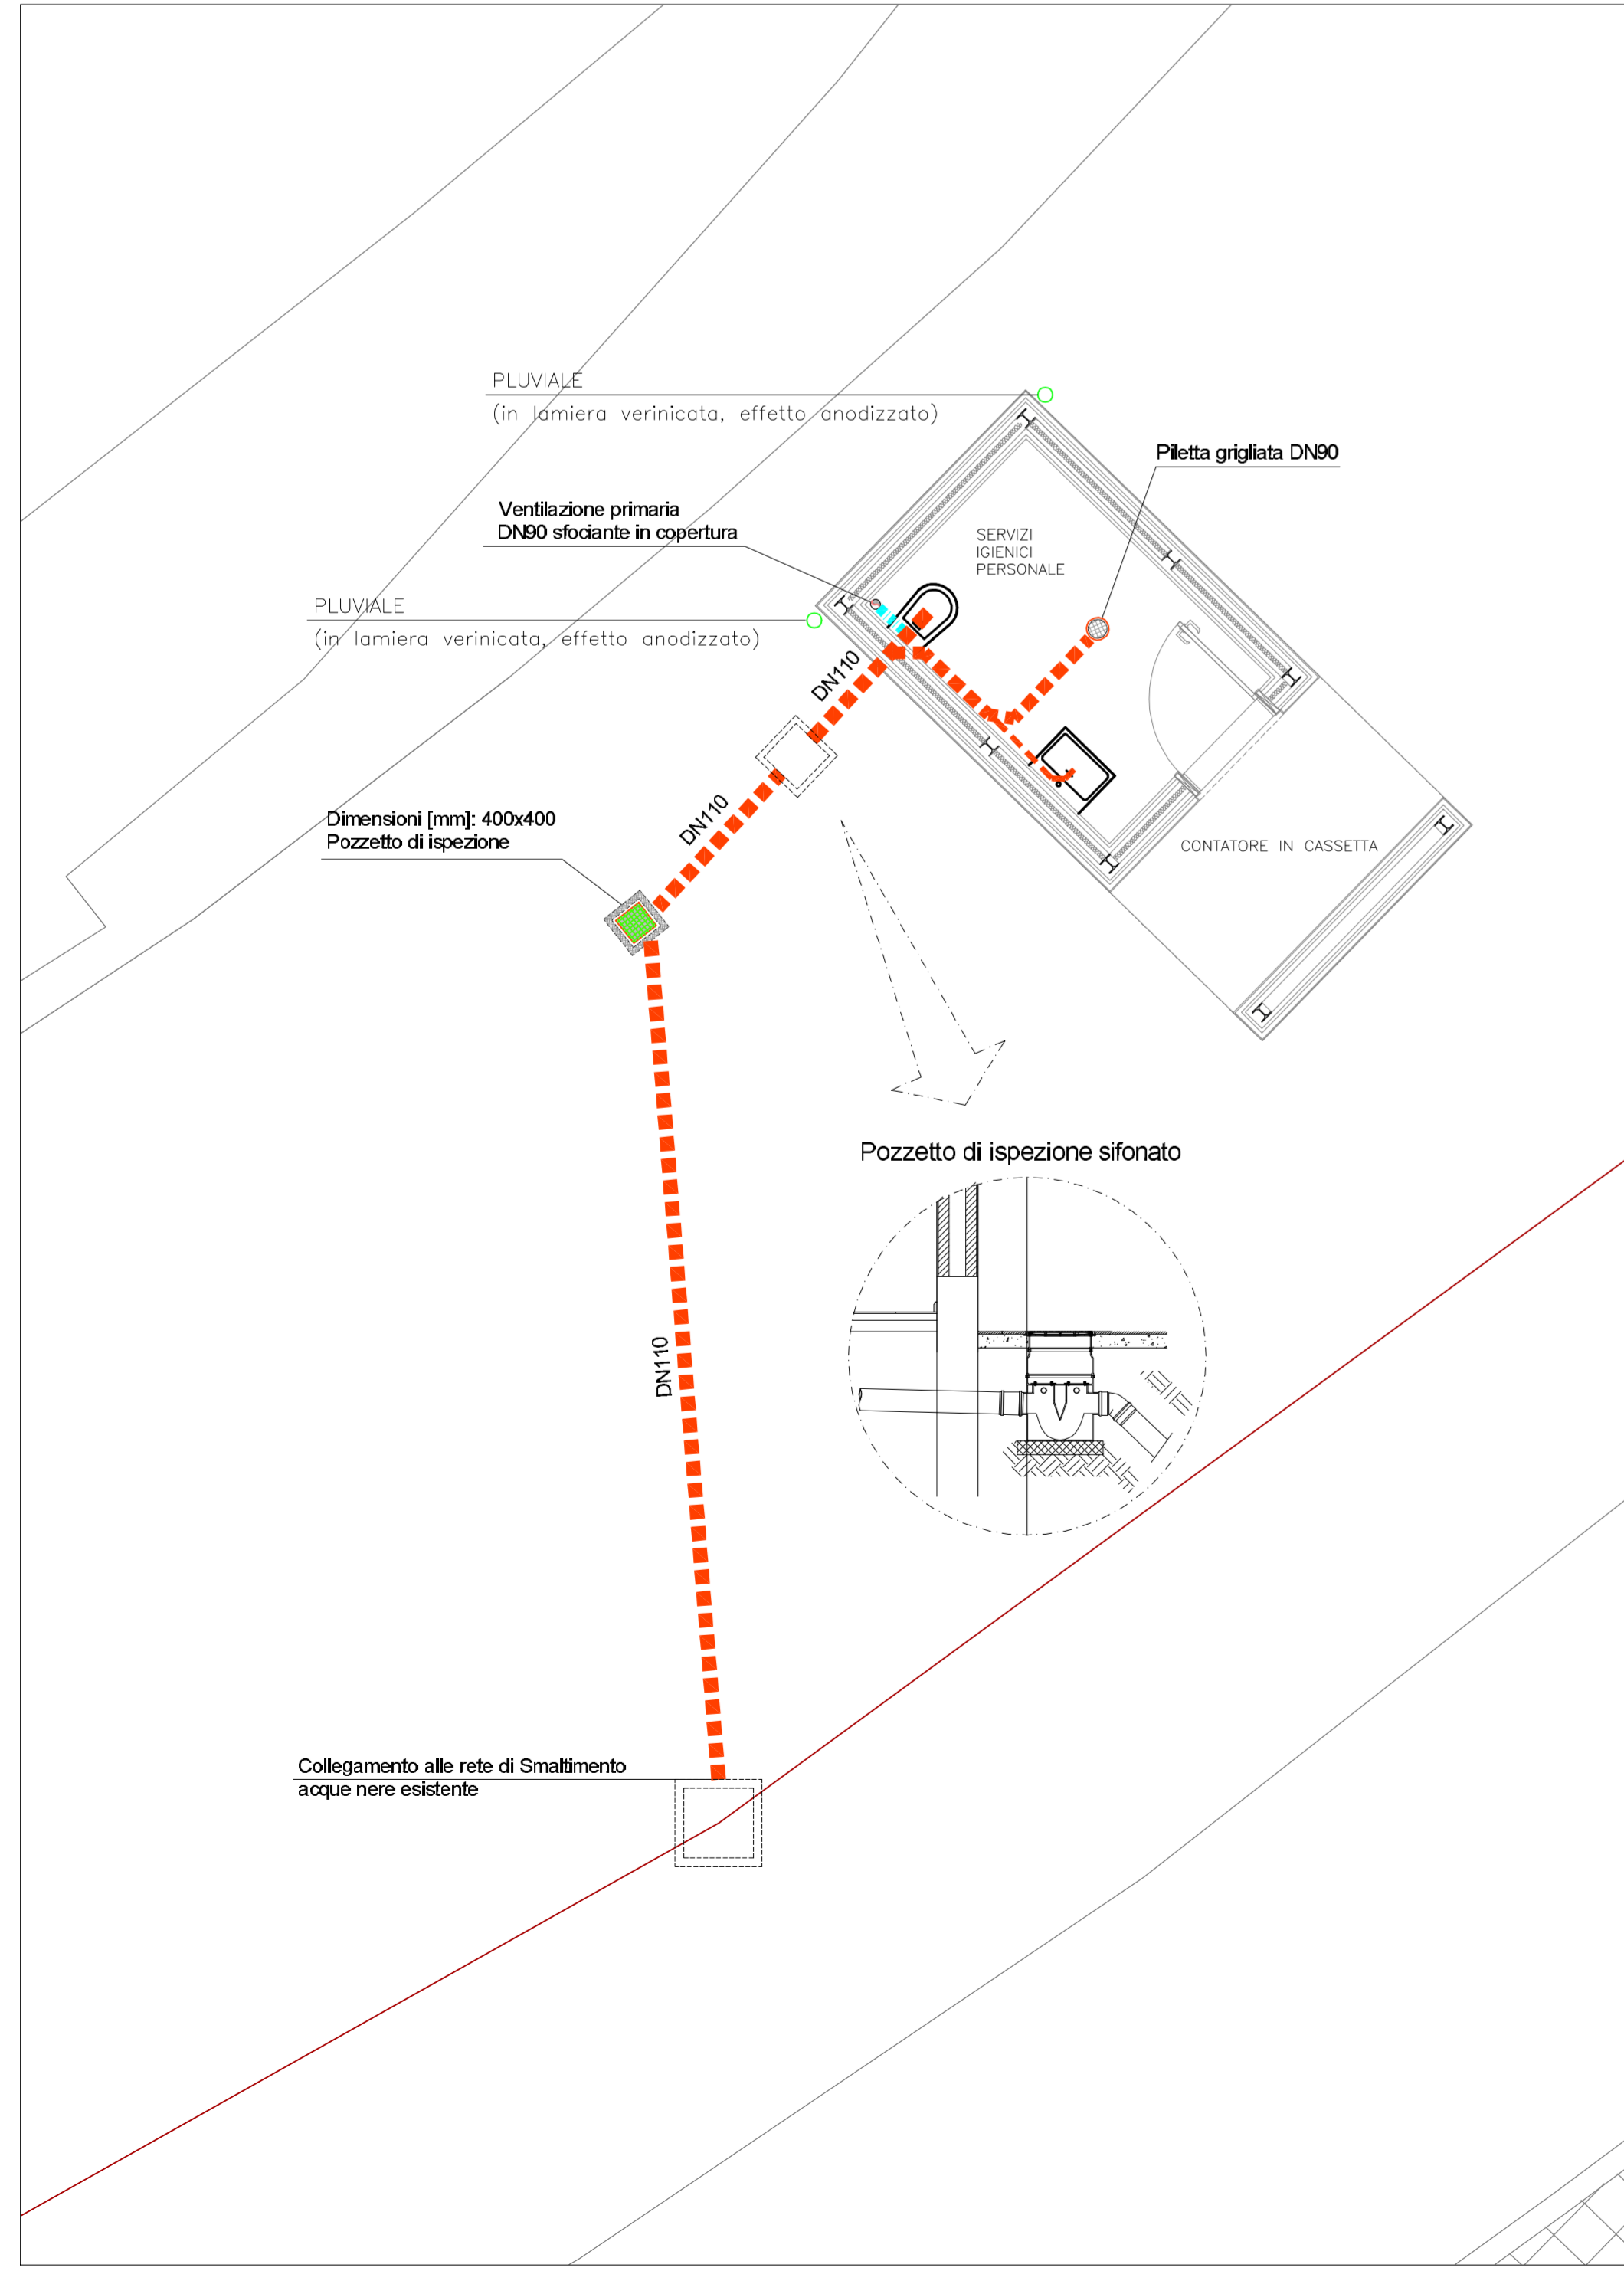 PLUVIALE
(in lamiera verinicata, effetto anodizzato)
Piletta grigliata DN90
Ventilazione primaria
DN90 sfociante in copertura
SERVIZI
IGIENICI
PERSONALE
PLUVIALE
(in lamiera verinicata, effetto anodizzato)
DN110
DN110
Dimensioni [mm]: 400x400
Pozzetto di ispezione
CONTATORE IN CASSETTA
Pozzetto di ispezione sifonato
DN110
Collegamento alle rete di Smaltimento
acque nere esistente